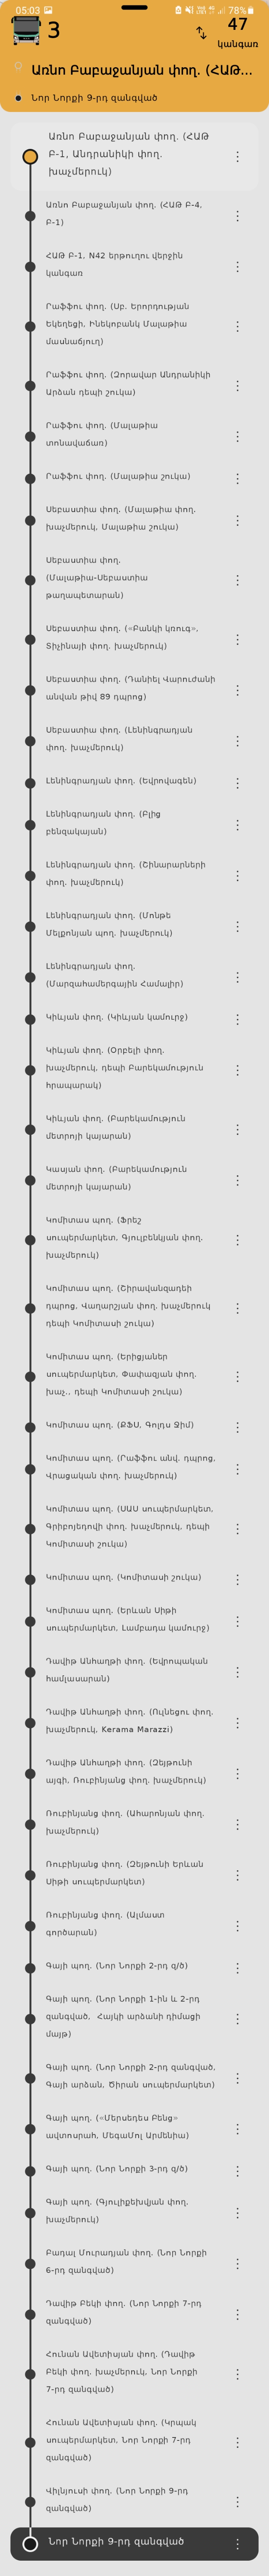 05:03
78%
3
47
կանգառ
Առնո Բաբաջանյան փող. (ՀԱԹ...
Նոր Նորքի 9-րդ զանգված
Առնո Բաբաջանյան փող. (ՀԱԹ
Բ-1, Անդրանիկի փող.
խաչմերուկ)
Առնո Բաբաջանյան փող. (ՀԱԹ Բ-4,
Բ-1)
ՀԱԹ Բ-1, N42 երթուղու վերջին
կանգառ
Րաֆֆու փող. (Սբ. Երրորդության
Եկեղեցի, Ինեկոբանկ Մալաթիա
մասնաճյուղ)
Րաֆֆու փող. (Զորավար Անդրանիկի
Արձան դեպի շուկա)
Րաֆֆու փող. (Մալաթիա
տոնավաճառ)
Րաֆֆու փող. (Մալաթիա շուկա)
Սեբաստիա փող. (Մալաթիա փող.
խաչմերուկ, Մալաթիա շուկա)
Սեբաստիա փող.
(Մալաթիա-Սեբաստիա
թաղապետարան)
Սեբաստիա փող. («Բանկի կռուգ»,
Տիչինայի փող. խաչմերուկ)
Սեբաստիա փող. (Դանիել Վարուժանի
անվան թիվ 89 դպրոց)
Սեբաստիա փող. (Լենինգրադյան
փող. խաչմերուկ)
Լենինգրադյան փող. (Եվրովագեն)
Լենինգրադյան փող. (Բլից
բենզակայան)
Լենինգրադյան փող. (Շինարարների
փող. խաչմերուկ)
Լենինգրադյան փող. (Մոնթե
Մելքոնյան պող. խաչմերուկ)
Լենինգրադյան փող.
(Մարզահամերգային Համալիր)
Կիևյան փող. (Կիևյան կամուրջ)
Կիևյան փող. (Օրբելի փող.
խաչմերուկ, դեպի Բարեկամություն
հրապարակ)
Կիևյան փող. (Բարեկամություն
մետրոյի կայարան)
Կասյան փող. (Բարեկամություն
մետրոյի կայարան)
Կոմիտաս պող. (Ֆրեշ
սուպերմարկետ, Գյուլբենկյան փող.
խաչմերուկ)
Կոմիտաս պող. (Շիրավանզադեի
դպրոց, Վաղարշյան փող. խաչմերուկ
դեպի Կոմիտասի շուկա)
Կոմիտաս պող. (Երիցյաներ
սուպերմարկետ, Փափազյան փող.
խաչ., դեպի Կոմիտասի շուկա)
Կոմիտաս պող. (ՔՖՍ, Գոլդս Ջիմ)
Կոմիտաս պող. (Րաֆֆու անվ. դպրոց,
Վրացական փող. խաչմերուկ)
Կոմիտաս պող. (ՍԱՍ սուպերմարկետ,
Գրիբոյեդովի փող. խաչմերուկ, դեպի
Կոմիտասի շուկա)
Կոմիտաս պող. (Կոմիտասի շուկա)
Կոմիտաս պող. (Երևան Սիթի
սուպերմարկետ, Լամբադա կամուրջ)
Դավիթ Անհաղթի փող. (Եվրոպական
համլասարան)
Դավիթ Անհաղթի փող. (Ուլնեցու փող.
խաչմերուկ, Kerama Marazzi)
Դավիթ Անհաղթի փող. (Զեյթունի
այգի, Ռուբինյանց փող. խաչմերուկ)
Ռուբինյանց փող. (Ահարոնյան փող.
խաչմերուկ)
Ռուբինյանց փող. (Զեյթունի Երևան
Սիթի սուպերմարկետ)
Ռուբինյանց փող. (Ալմաստ
գործարան)
Գայի պող. (Նոր Նորքի 2-րդ զ/ծ)
Գայի պող. (Նոր Նորքի 1-ին և 2-րդ
զանգված,  Հայկի արձանի դիմացի
մայթ)
Գայի պող. (Նոր Նորքի 2-րդ զանգված,
Գայի արձան, Ծիրան սուպերմարկետ)
Գայի պող. («Մերսեդես Բենց»
ավտոսրահ, ՄեգաՄոլ Արմենիա)
Գայի պող. (Նոր Նորքի 3-րդ զ/ծ)
Գայի պող. (Գյուլիքեխվյան փող.
խաչմերուկ)
Բադալ Մուրադյան փող. (Նոր Նորքի
6-րդ զանգված)
Դավիթ Բեկի փող. (Նոր Նորքի 7-րդ
զանգված)
Հունան Ավետիսյան փող. (Դավիթ
Բեկի փող. խաչմերուկ, Նոր Նորքի
7-րդ զանգված)
Հունան Ավետիսյան փող. (Կրպակ
սուպերմարկետ, Նոր Նորքի 7-րդ
զանգված)
Վիլնյուսի փող. (Նոր Նորքի 9-րդ
զանգված)
Նոր Նորքի 9-րդ զանգված